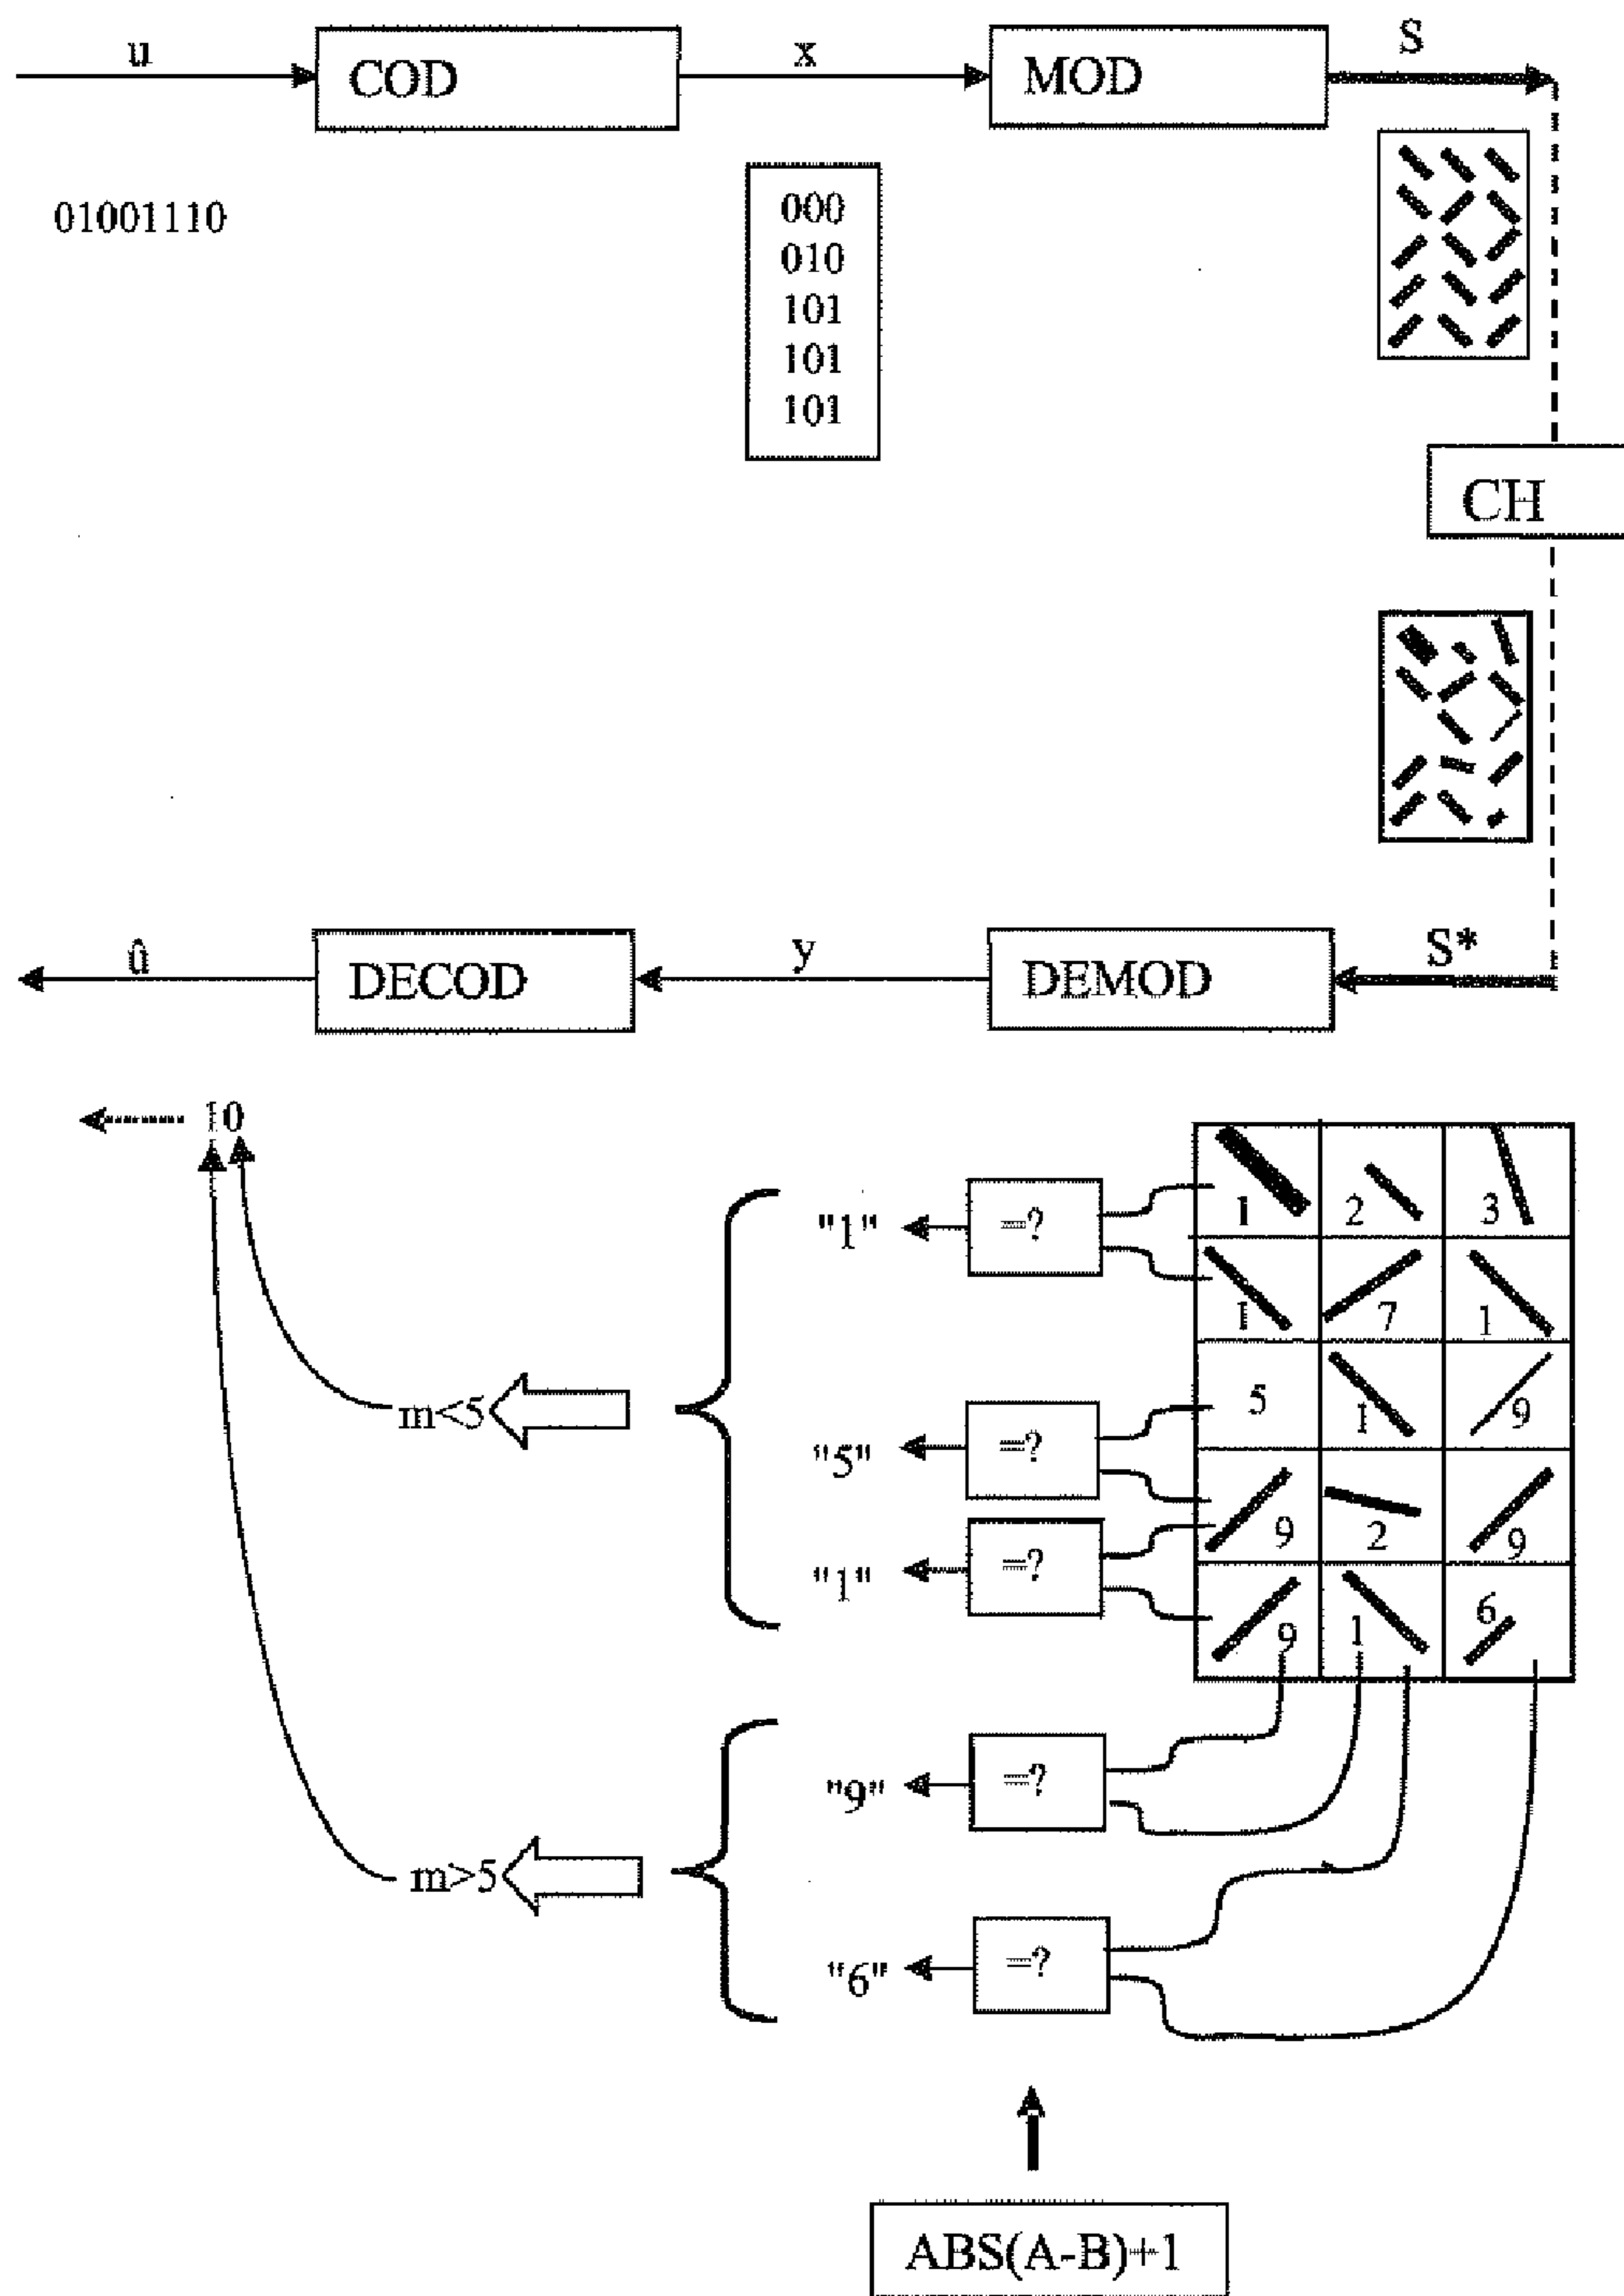 u
COD
x
MOD
S
01001110
000
010
101
101
101
CH
û
DECOD
y
DEMOD
S*
10
"1"
=?
1 2 3
1 7 1
m<5
"5"
=?
5 1 9
"1"
=?
9 2 9
9 1 6
"9"
=?
m>5
"6"
=?
ABS(A-B)+1